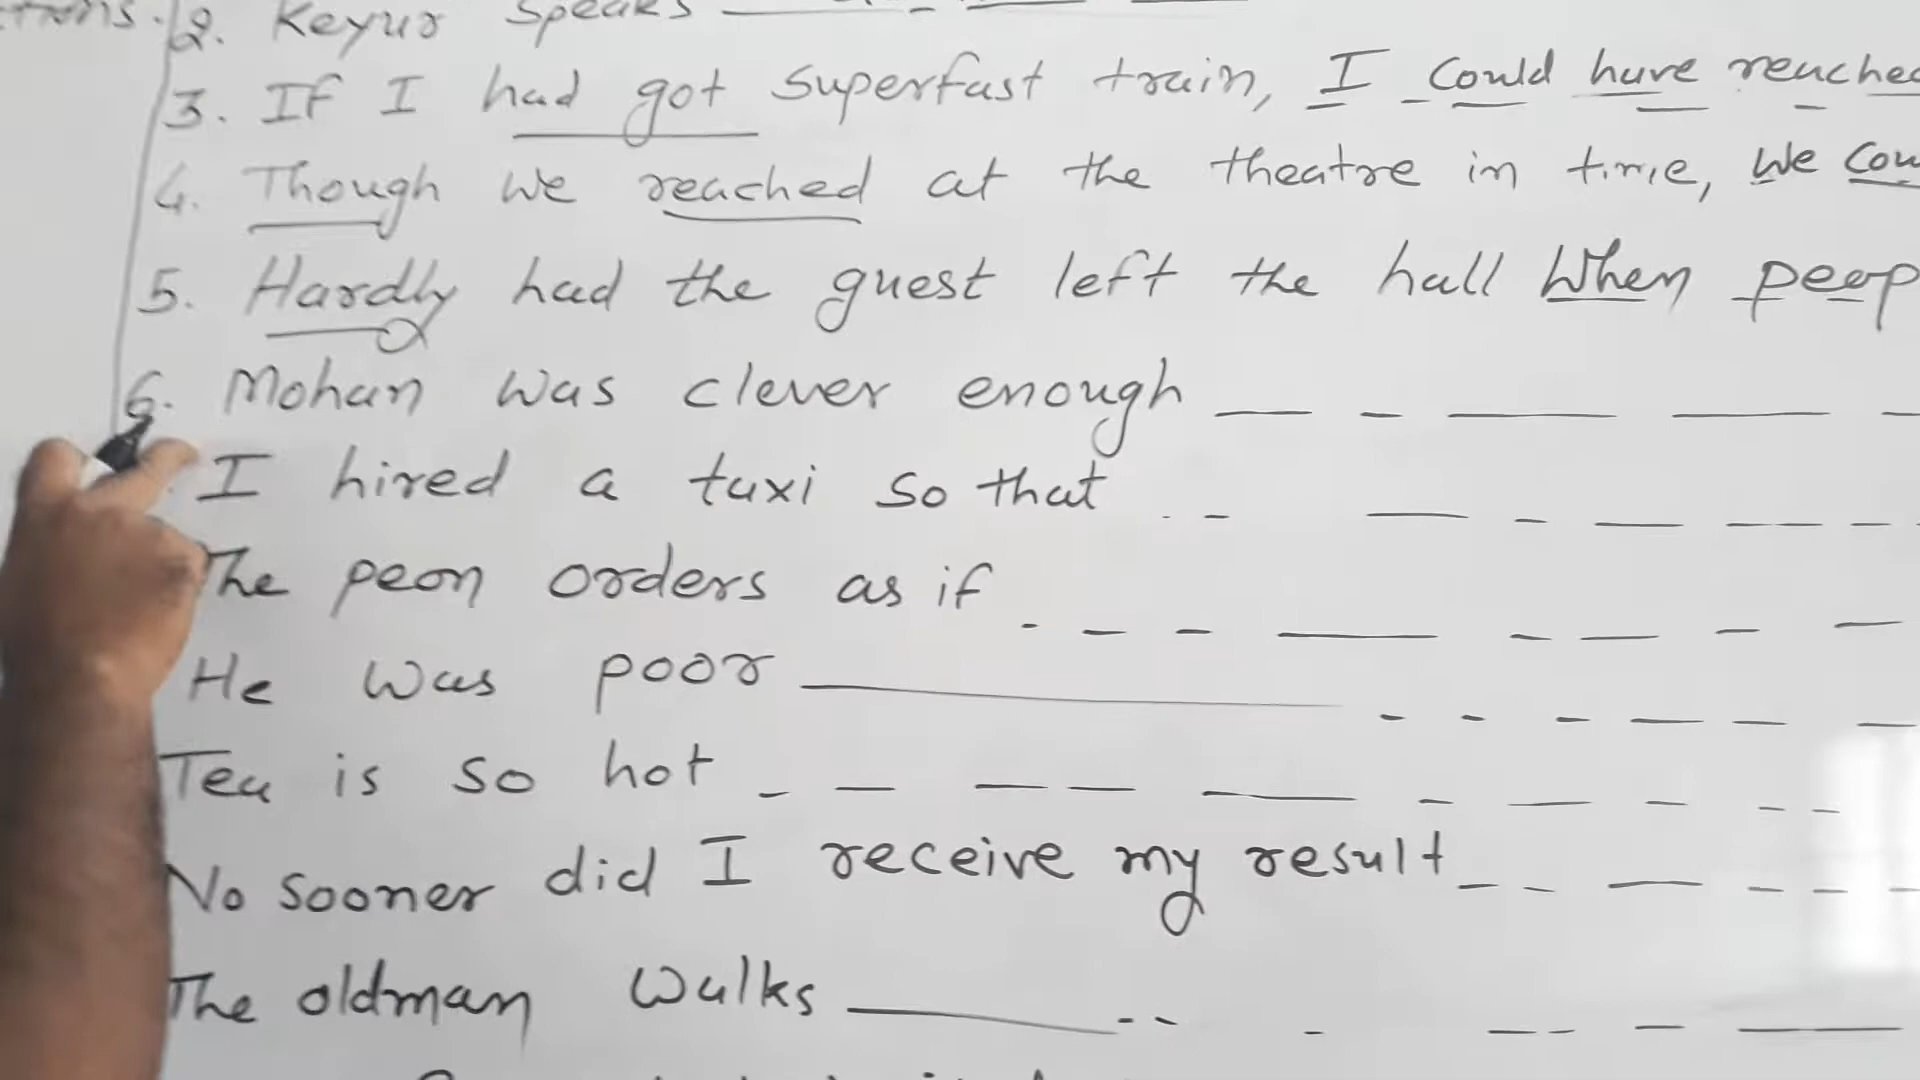 2. Keyur speaks
3. If I had got superfast train, I could have reached
4. Though we reached at the theatre in time, we cou
5. Hardly had the guest left the hall when peop
6. Mohan was clever enough
I hired a taxi so that
The peon orders as if
He was poor
Tea is so hot
No sooner did I receive my result
The oldman walks